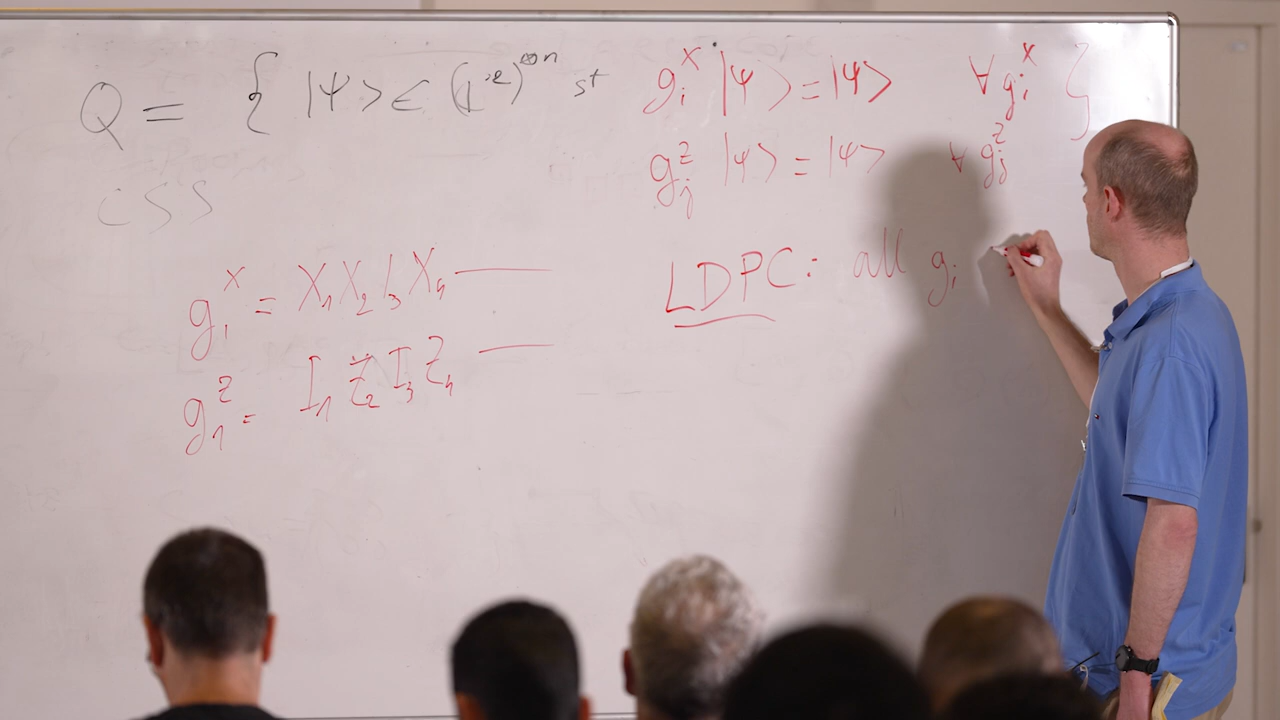 Q = { |ψ> ∈ (ℂ²)^⊗n st g_i^x |ψ> = |ψ> ∀ g_i^x }
g_j^z |ψ> = |ψ> ∀ g_j^z
CSS
LDPC: all g_i
g_1^x = X_1 X_2 I_3 X_4 —
g_1^z = I_1 Z_2 I_3 Z_4 —